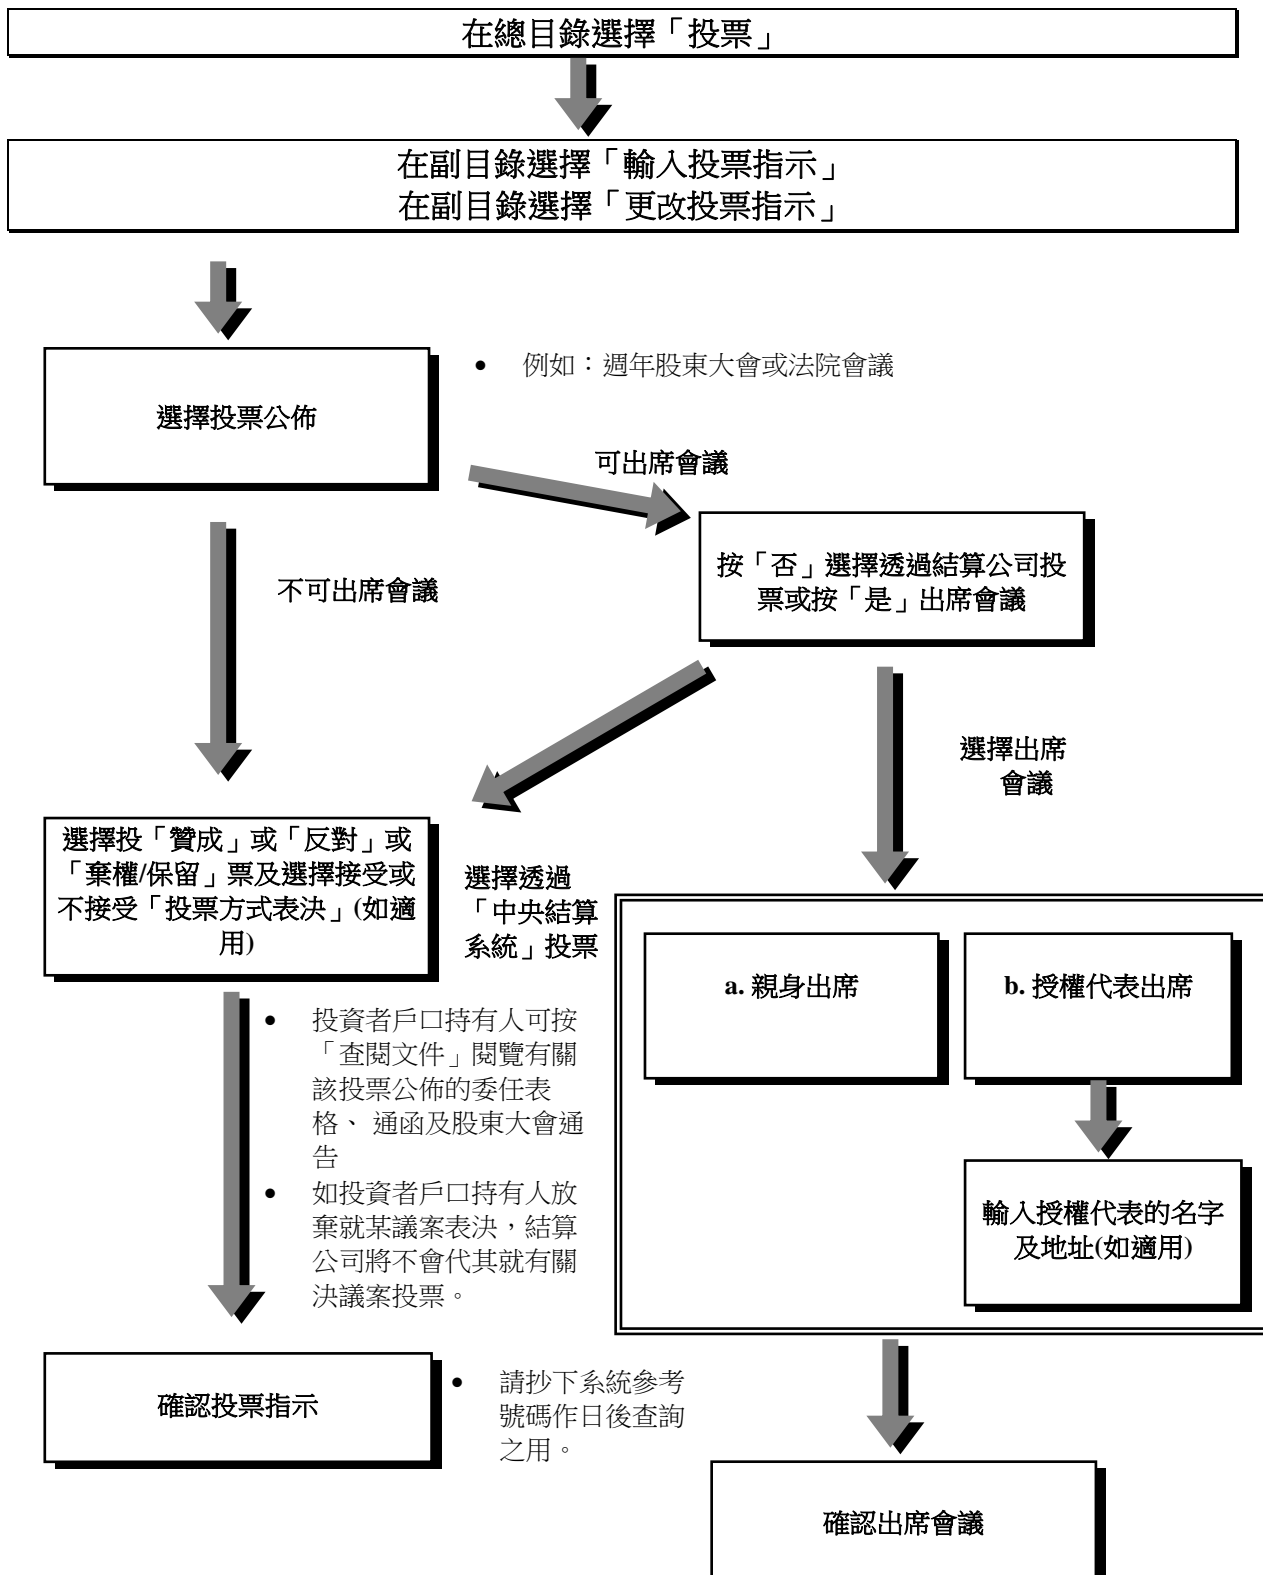 在總目錄選擇「投票」
在副目錄選擇「輸入投票指示」
在副目錄選擇「更改投票指示」
選擇投票公佈
• 例如：週年股東大會或法院會議
可出席會議
不可出席會議
按「否」選擇透過結算公司投
票或按「是」出席會議
選擇出席
會議
選擇投「贊成」或「反對」或
「棄權/保留」票及選擇接受或
不接受「投票方式表決」(如適
用)
選擇透過
「中央結算
系統」投票
a. 親身出席
b. 授權代表出席
• 投資者戶口持有人可按
「查閱文件」閱覽有關
該投票公佈的委任表
格、 通函及股東大會通
告
• 如投資者戶口持有人放
棄就某議案表決，結算
公司將不會代其就有關
決議案投票。
輸入授權代表的名字
及地址(如適用)
確認投票指示
• 請抄下系統參考
號碼作日後查詢
之用。
確認出席會議